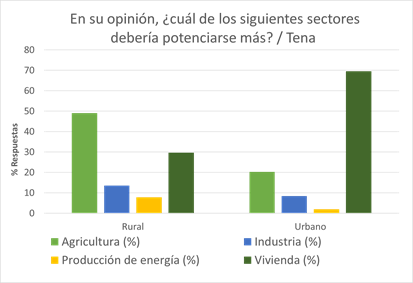 En su opinión, ¿cuál de los siguientes sectores
debería potenciarse más? / Tena
% Respuestas
80
70
60
50
40
30
20
10
0
Rural
Urbano
Agricultura (%)
Industria (%)
Producción de energía (%)
Vivienda (%)